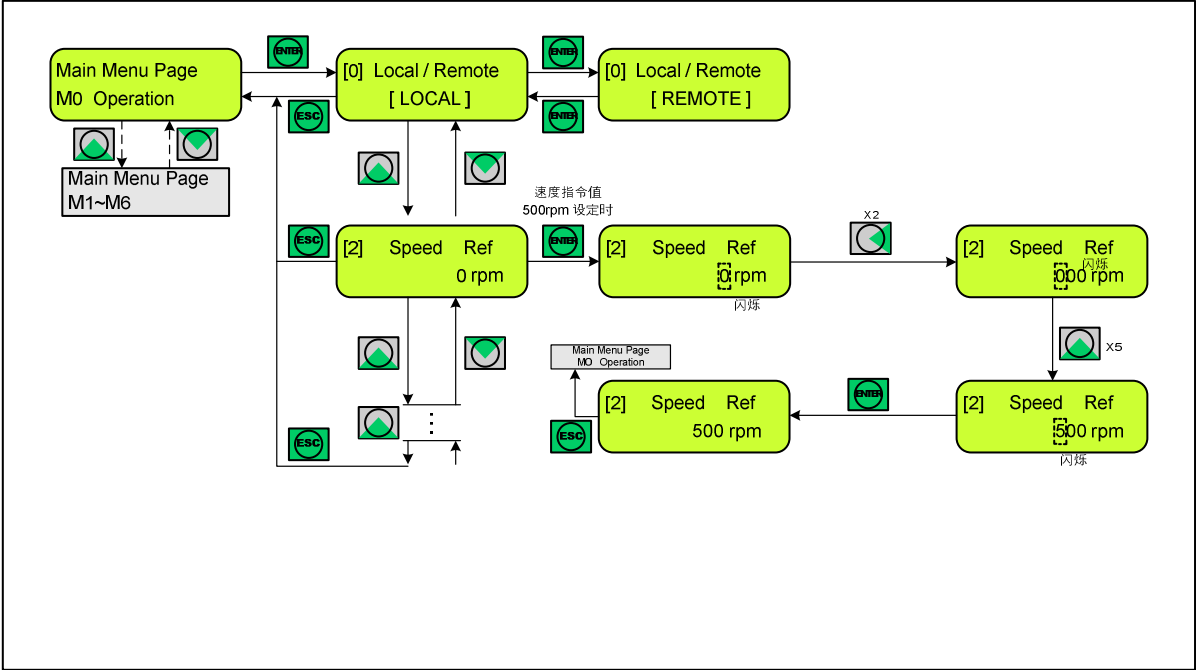 ENTER
ENTER
Main Menu Page
M0 Operation
[0] Local / Remote
[ LOCAL ]
[0] Local / Remote
[ REMOTE ]
ESC
ENTER
Main Menu Page
M1~M6
速度指令值
500rpm 设定时
X2
ESC
ENTER
[2] Speed Ref
0 rpm
[2] Speed Ref
0 rpm
闪烁
[2] Speed Ref
闪烁
000 rpm
X5
Main Menu Page
M0 Operation
ENTER
[2] Speed Ref
500 rpm
[2] Speed Ref
500 rpm
闪烁
ESC
ESC